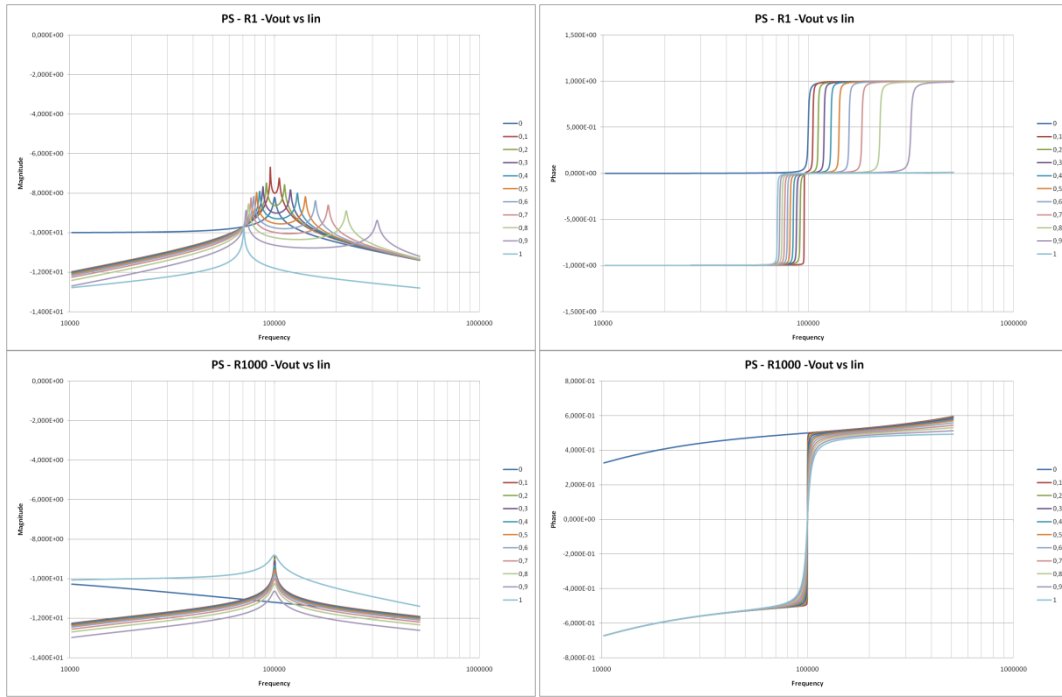 PS - R1 -Vout vs Iin
0,000E+00
-2,000E+00
-4,000E+00
-6,000E+00
-8,000E+00
-1,000E+01
-1,200E+01
-1,400E+01
Magnitude
10000
100000
1000000
Frequency
0
0,1
0,2
0,3
0,4
0,5
0,6
0,7
0,8
0,9
1
PS - R1 -Vout vs Iin
1,500E+00
1,000E+00
5,000E-01
0,000E+00
-5,000E-01
-1,000E+00
-1,500E+00
Phase
10000
100000
1000000
Frequency
0
0,1
0,2
0,3
0,4
0,5
0,6
0,7
0,8
0,9
1
PS - R1000 -Vout vs Iin
0,000E+00
-2,000E+00
-4,000E+00
-6,000E+00
-8,000E+00
-1,000E+01
-1,200E+01
-1,400E+01
Magnitude
10000
100000
1000000
Frequency
0
0,1
0,2
0,3
0,4
0,5
0,6
0,7
0,8
0,9
1
PS - R1000 -Vout vs Iin
8,000E-01
6,000E-01
4,000E-01
2,000E-01
0,000E+00
-2,000E-01
-4,000E-01
-6,000E-01
-8,000E-01
Phase
10000
100000
1000000
Frequency
0
0,1
0,2
0,3
0,4
0,5
0,6
0,7
0,8
0,9
1